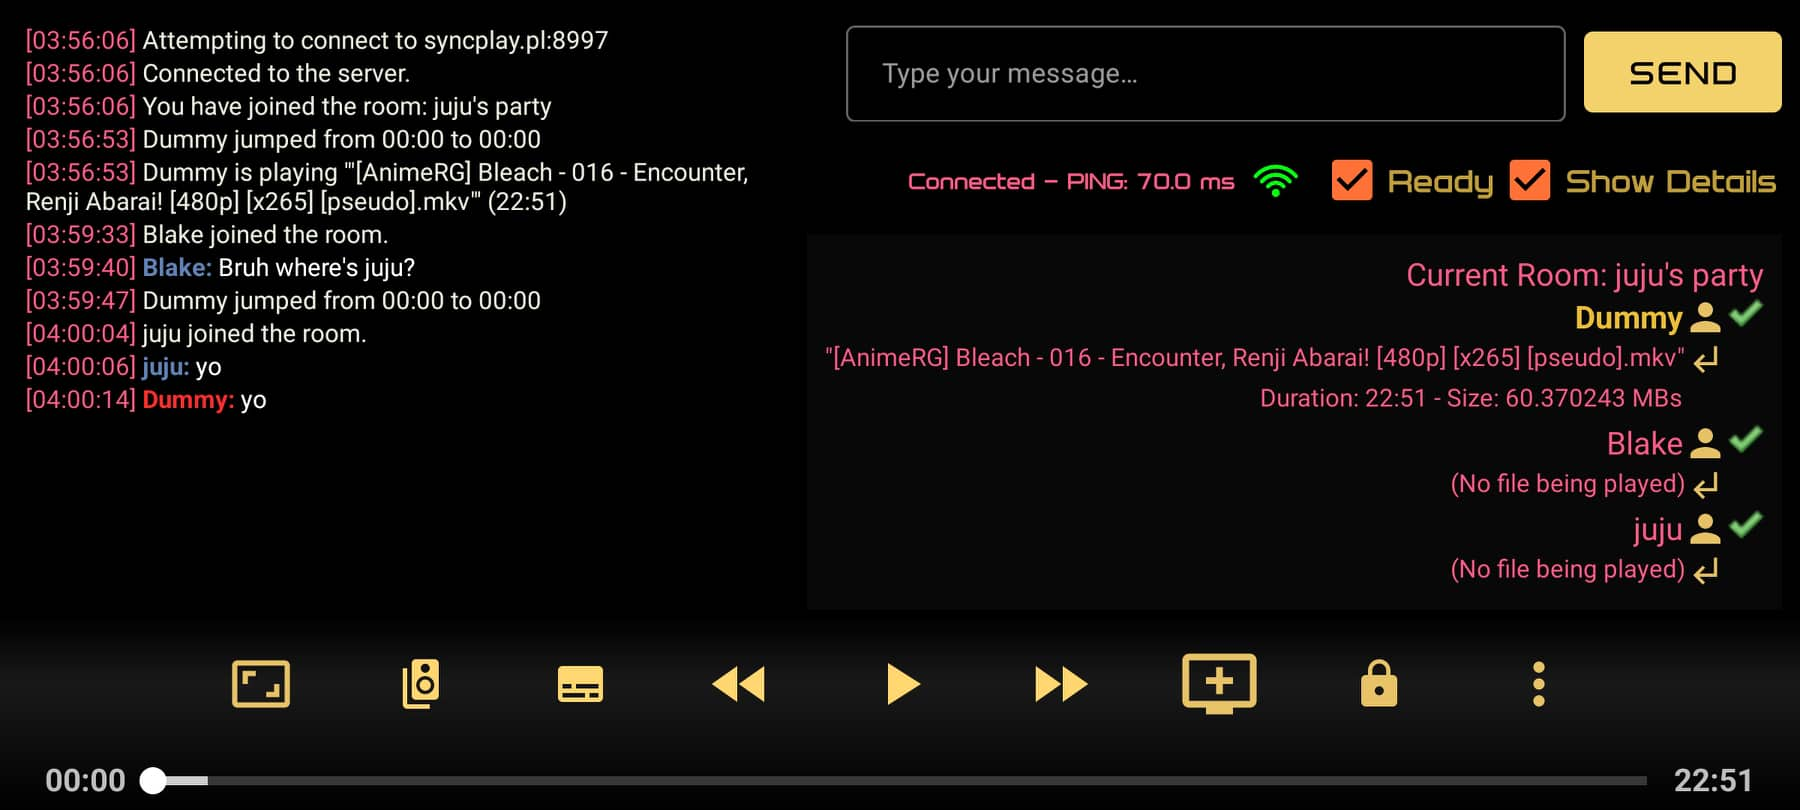 [03:56:06] Attempting to connect to syncplay.pl:8997
[03:56:06] Connected to the server.
[03:56:06] You have joined the room: juju's party
[03:56:53] Dummy jumped from 00:00 to 00:00
[03:56:53] Dummy is playing '"[AnimeRG] Bleach - 016 - Encounter,
Renji Abarai! [480p] [x265] [pseudo].mkv"' (22:51)
[03:59:33] Blake joined the room.
[03:59:40] Blake: Bruh where's juju?
[03:59:47] Dummy jumped from 00:00 to 00:00
[04:00:04] juju joined the room.
[04:00:06] juju: yo
[04:00:14] Dummy: yo
Type your message...
SEND
Connected – PING: 70.0 ms
Ready
Show Details
Current Room: juju's party
Dummy
"[AnimeRG] Bleach - 016 - Encounter, Renji Abarai! [480p] [x265] [pseudo].mkv"
Duration: 22:51 - Size: 60.370243 MBs
Blake
(No file being played)
juju
(No file being played)
00:00
22:51